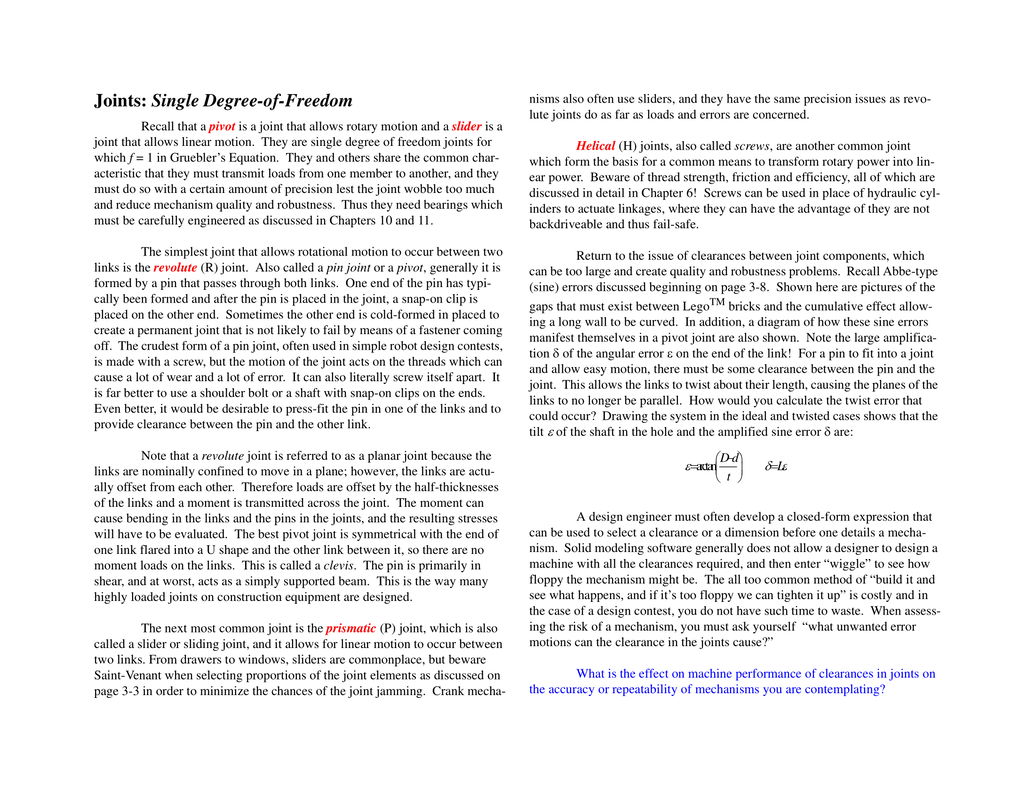 Joints: Single Degree-of-Freedom
Recall that a pivot is a joint that allows rotary motion and a slider is a
joint that allows linear motion. They are single degree of freedom joints for
which f = 1 in Gruebler's Equation. They and others share the common char-
acteristic that they must transmit loads from one member to another, and they
must do so with a certain amount of precision lest the joint wobble too much
and reduce mechanism quality and robustness. Thus they need bearings which
must be carefully engineered as discussed in Chapters 10 and 11.
The simplest joint that allows rotational motion to occur between two
links is the revolute (R) joint. Also called a pin joint or a pivot, generally it is
formed by a pin that passes through both links. One end of the pin has typi-
cally been formed and after the pin is placed in the joint, a snap-on clip is
placed on the other end. Sometimes the other end is cold-formed in placed to
create a permanent joint that is not likely to fail by means of a fastener coming
off. The crudest form of a pin joint, often used in simple robot design contests,
is made with a screw, but the motion of the joint acts on the threads which can
cause a lot of wear and a lot of error. It can also literally screw itself apart. It
is far better to use a shoulder bolt or a shaft with snap-on clips on the ends.
Even better, it would be desirable to press-fit the pin in one of the links and to
provide clearance between the pin and the other link.
Note that a revolute joint is referred to as a planar joint because the
links are nominally confined to move in a plane; however, the links are actu-
ally offset from each other. Therefore loads are offset by the half-thicknesses
of the links and a moment is transmitted across the joint. The moment can
cause bending in the links and the pins in the joints, and the resulting stresses
will have to be evaluated. The best pivot joint is symmetrical with the end of
one link flared into a U shape and the other link between it, so there are no
moment loads on the links. This is called a clevis. The pin is primarily in
shear, and at worst, acts as a simply supported beam. This is the way many
highly loaded joints on construction equipment are designed.
The next most common joint is the prismatic (P) joint, which is also
called a slider or sliding joint, and it allows for linear motion to occur between
two links. From drawers to windows, sliders are commonplace, but beware
Saint-Venant when selecting proportions of the joint elements as discussed on
page 3-3 in order to minimize the chances of the joint jamming. Crank mecha-
nisms also often use sliders, and they have the same precision issues as revo-
lute joints do as far as loads and errors are concerned.
Helical (H) joints, also called screws, are another common joint
which form the basis for a common means to transform rotary power into lin-
ear power. Beware of thread strength, friction and efficiency, all of which are
discussed in detail in Chapter 6! Screws can be used in place of hydraulic cyl-
inders to actuate linkages, where they can have the advantage of they are not
backdriveable and thus fail-safe.
Return to the issue of clearances between joint components, which
can be too large and create quality and robustness problems. Recall Abbe-type
(sine) errors discussed beginning on page 3-8. Shown here are pictures of the
gaps that must exist between Lego™ bricks and the cumulative effect allow-
ing a long wall to be curved. In addition, a diagram of how these sine errors
manifest themselves in a pivot joint are also shown. Note the large amplifica-
tion δ of the angular error ε on the end of the link! For a pin to fit into a joint
and allow easy motion, there must be some clearance between the pin and the
joint. This allows the links to twist about their length, causing the planes of the
links to no longer be parallel. How would you calculate the twist error that
could occur? Drawing the system in the ideal and twisted cases shows that the
tilt ε of the shaft in the hole and the amplified sine error δ are:
ε=arctan(D-d / t) δ=Lε
A design engineer must often develop a closed-form expression that
can be used to select a clearance or a dimension before one details a mecha-
nism. Solid modeling software generally does not allow a designer to design a
machine with all the clearances required, and then enter "wiggle" to see how
floppy the mechanism might be. The all too common method of "build it and
see what happens, and if it's too floppy we can tighten it up" is costly and in
the case of a design contest, you do not have such time to waste. When assess-
ing the risk of a mechanism, you must ask yourself "what unwanted error
motions can the clearance in the joints cause?"
What is the effect on machine performance of clearances in joints on
the accuracy or repeatability of mechanisms you are contemplating?